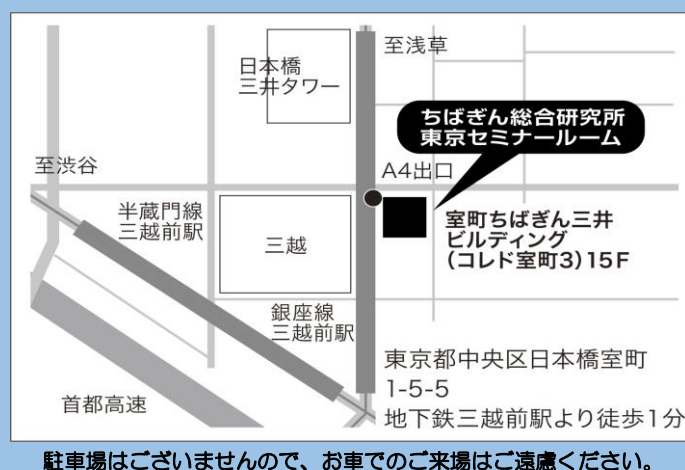 至浅草
日本橋
三井タワー
ちばぎん総合研究所
東京セミナールーム
至渋谷
A4出口
半蔵門線
三越前駅
三越
室町ちばぎん三井
ビルディング
(コレド室町3)15F
銀座線
三越前駅
東京都中央区日本橋室町
1-5-5
地下鉄三越前駅より徒歩1分
首都高速
駐車場はございませんので、お車でのご来場はご遠慮ください。